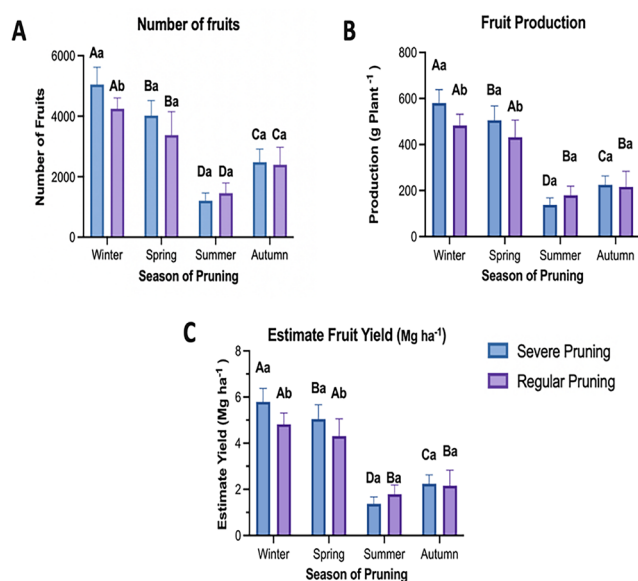 A
Number of fruits
Number of Fruits
6000
4000
2000
0
Aa
Ab
Ba
Ba
Da
Da
Ca
Ca
Winter
Spring
Summer
Autumn
Season of Pruning
B
Fruit Production
Production (g Plant ⁻¹)
800
600
400
200
0
Aa
Ab
Ba
Ab
Da
Ba
Ca
Ba
Winter
Spring
Summer
Autumn
Season of Pruning
C
Estimate Fruit Yield (Mg ha⁻¹)
Estimate Yield (Mg ha⁻¹)
8
6
4
2
0
Aa
Ab
Ba
Ab
Da
Ba
Ca
Ba
Winter
Spring
Summer
Autumn
Season of Pruning
Severe Pruning
Regular Pruning